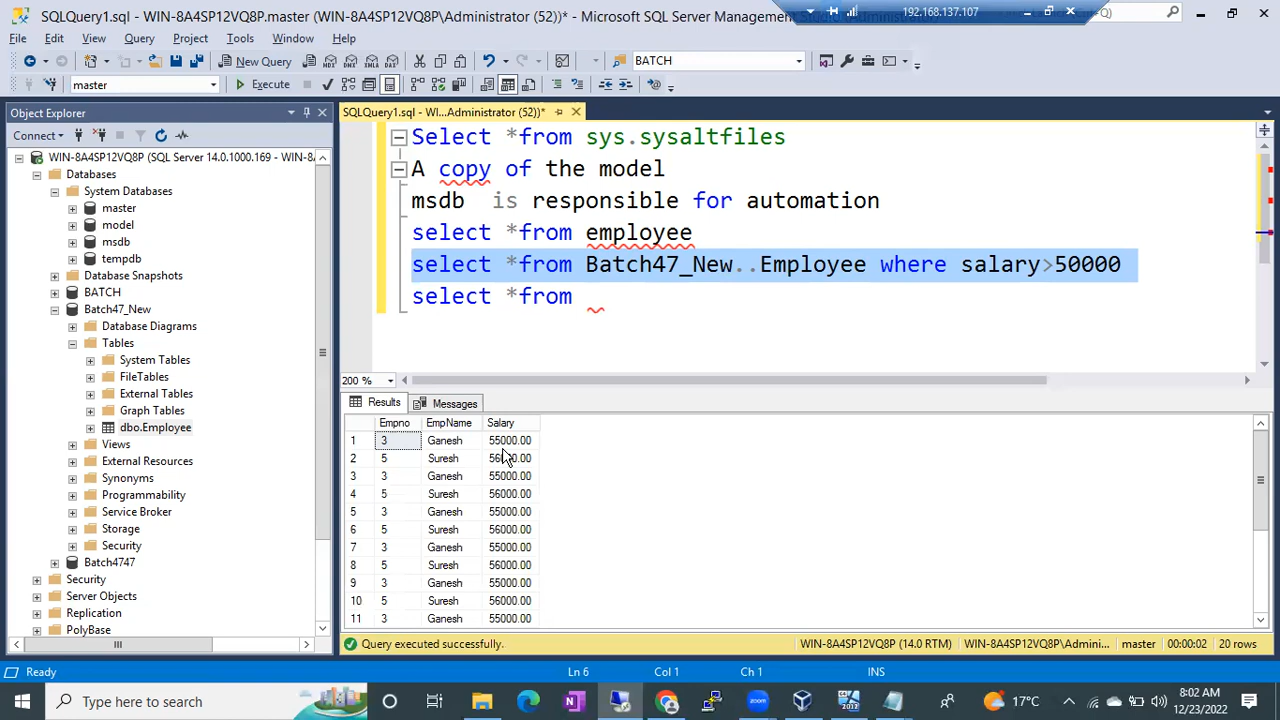 SQLQuery1.sql - WIN-8A4SP12VQ8P.master (WIN-8A4SP12VQ8P\Administrator (52))* - Microsoft SQL Server Management
192.168.137.107
File Edit View Query Project Tools Window Help
New Query
BATCH
master
Execute
Object Explorer
Connect
WIN-8A4SP12VQ8P (SQL Server 14.0.1000.169 - WIN-8
Databases
System Databases
master
model
msdb
tempdb
Database Snapshots
BATCH
Batch47_New
Database Diagrams
Tables
System Tables
FileTables
External Tables
Graph Tables
dbo.Employee
Views
External Resources
Synonyms
Programmability
Service Broker
Storage
Security
Batch4747
Security
Server Objects
Replication
PolyBase
SQLQuery1.sql - WI...Administrator (52))*
Select *from sys.sysaltfiles
A copy of the model
msdb is responsible for automation
select *from employee
select *from Batch47_New..Employee where salary>50000
select *from
200 %
Results Messages
Empno EmpName Salary
1 3 Ganesh 55000.00
2 5 Suresh 56000.00
3 3 Ganesh 55000.00
4 5 Suresh 56000.00
5 3 Ganesh 55000.00
6 5 Suresh 56000.00
7 3 Ganesh 55000.00
8 5 Suresh 56000.00
9 3 Ganesh 55000.00
10 5 Suresh 56000.00
11 3 Ganesh 55000.00
Query executed successfully.
WIN-8A4SP12VQ8P (14.0 RTM) WIN-8A4SP12VQ8P\Admini... master 00:00:02 20 rows
Ready Ln 6 Col 1 Ch 1 INS
Type here to search
17°C
8:02 AM
12/23/2022